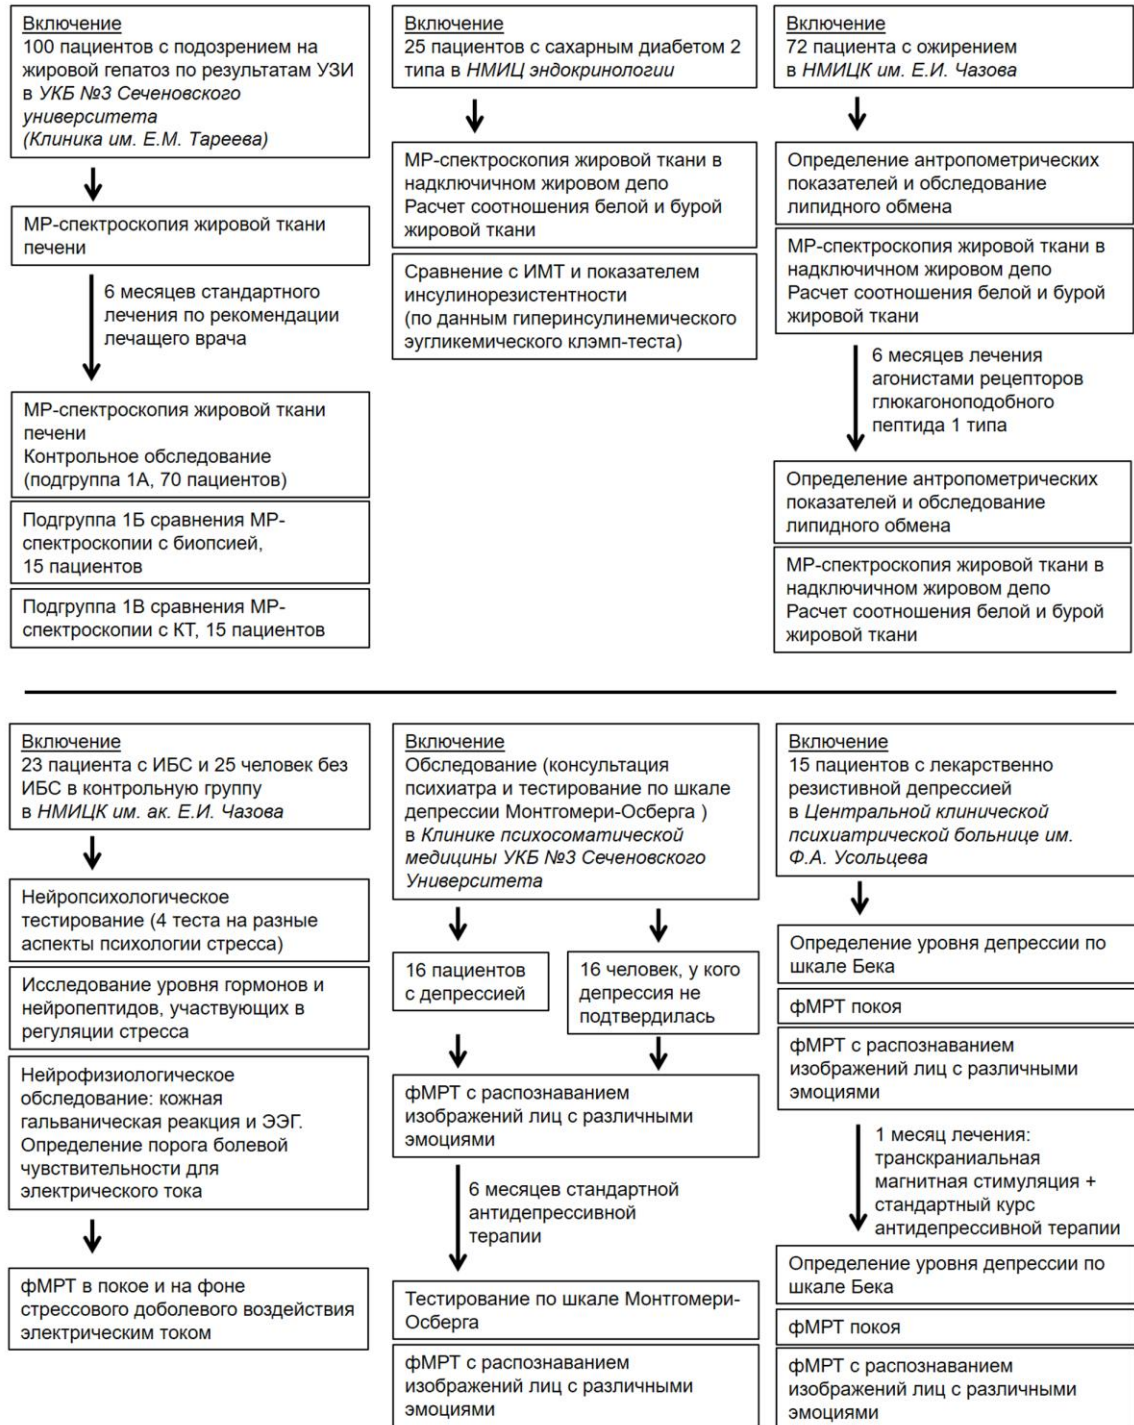 Включение
100 пациентов с подозрением на
жировой гепатоз по результатам УЗИ
в УКБ №3 Сеченовского
университета
(Клиника им. Е.М. Тареева)
МР-спектроскопия жировой ткани
печени
6 месяцев стандартного
лечения по рекомендации
лечащего врача
МР-спектроскопия жировой ткани
печени
Контрольное обследование
(подгруппа 1А, 70 пациентов)
Подгруппа 1Б сравнения МР-
спектроскопии с биопсией,
15 пациентов
Подгруппа 1В сравнения МР-
спектроскопии с КТ, 15 пациентов
Включение
25 пациентов с сахарным диабетом 2
типа в НМИЦ эндокринологии
МР-спектроскопия жировой ткани в
надключичном жировом депо
Расчет соотношения белой и бурой
жировой ткани
Сравнение с ИМТ и показателем
инсулинорезистентности
(по данным гиперинсулинемического
эугликемического клэмп-теста)
Включение
72 пациента с ожирением
в НМИЦК им. Е.И. Чазова
Определение антропометрических
показателей и обследование
липидного обмена
МР-спектроскопия жировой ткани в
надключичном жировом депо
Расчет соотношения белой и бурой
жировой ткани
6 месяцев лечения
агонистами рецепторов
глюкагоноподобного
пептида 1 типа
Определение антропометрических
показателей и обследование
липидного обмена
МР-спектроскопия жировой ткани в
надключичном жировом депо
Расчет соотношения белой и бурой
жировой ткани
Включение
23 пациента с ИБС и 25 человек без
ИБС в контрольную группу
в НМИЦК им. ак. Е.И. Чазова
Нейропсихологическое
тестирование (4 теста на разные
аспекты психологии стресса)
Исследование уровня гормонов и
нейропептидов, участвующих в
регуляции стресса
Нейрофизиологическое
обследование: кожная
гальваническая реакция и ЭЭГ.
Определение порога болевой
чувствительности для
электрического тока
фМРТ в покое и на фоне
стрессового доболевого воздействия
электрическим током
Включение
Обследование (консультация
психиатра и тестирование по шкале
депрессии Монтгомери-Осберга )
в Клинике психосоматической
медицины УКБ №3 Сеченовского
Университета
16 пациентов
с депрессией
16 человек, у кого
депрессия не
подтвердилась
фМРТ с распознаванием
изображений лиц с различными
эмоциями
6 месяцев стандартной
антидепрессивной
терапии
Тестирование по шкале Монтгомери-
Осберга
фМРТ с распознаванием
изображений лиц с различными
эмоциями
Включение
15 пациентов с лекарственно
резистивной депрессией
в Центральной клинической
психиатрической больнице им.
Ф.А. Усольцева
Определение уровня депрессии по
шкале Бека
фМРТ покоя
фМРТ с распознаванием
изображений лиц с различными
эмоциями
1 месяц лечения:
транскраниальная
магнитная стимуляция +
стандартный курс
антидепрессивной терапии
Определение уровня депрессии по
шкале Бека
фМРТ покоя
фМРТ с распознаванием
изображений лиц с различными
эмоциями